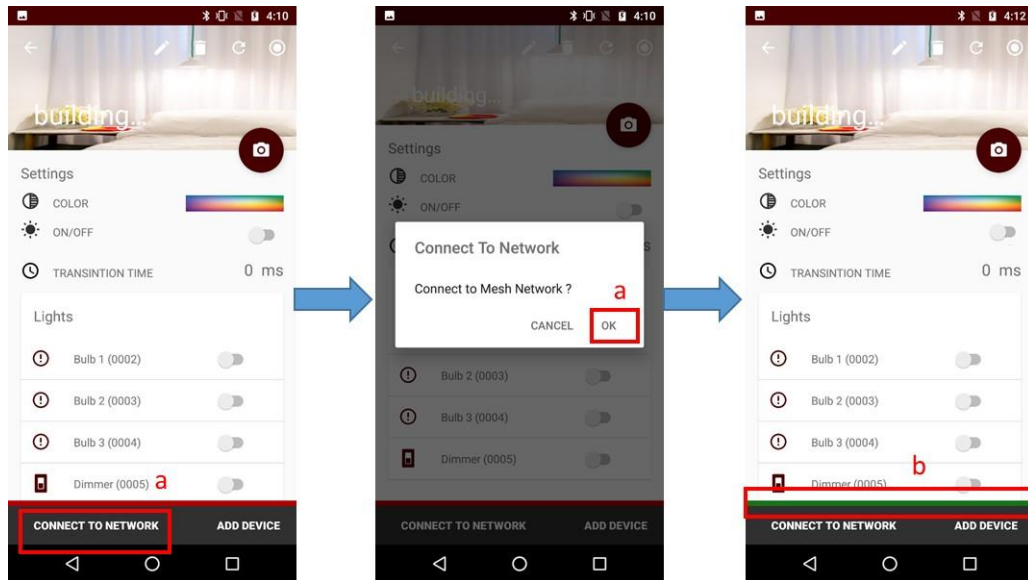 4:10
building...
Settings
COLOR
ON/OFF
TRANSINTION TIME 0 ms
Lights
Bulb 1 (0002)
Bulb 2 (0003)
Bulb 3 (0004)
Dimmer (0005) a
CONNECT TO NETWORK ADD DEVICE
4:10
building...
Settings
COLOR
ON/OFF
s
Connect To Network
Connect to Mesh Network ? a
CANCEL OK
Bulb 2 (0003)
Bulb 3 (0004)
Dimmer (0005)
CONNECT TO NETWORK ADD DEVICE
4:12
building...
Settings
COLOR
ON/OFF
TRANSINTION TIME 0 ms
Lights
Bulb 1 (0002)
Bulb 2 (0003)
Bulb 3 (0004)
b
Dimmer (0005)
CONNECT TO NETWORK ADD DEVICE